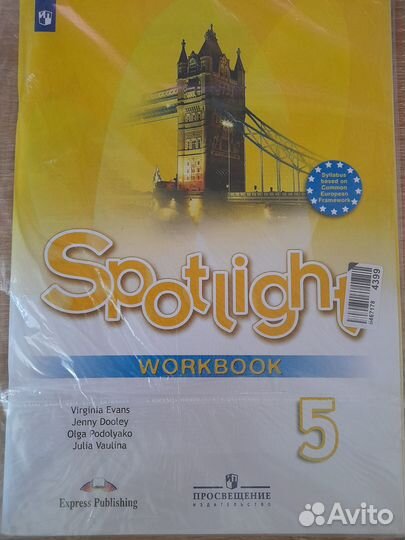 Syllabus
based on
Common
European
Framework
Spotlight
4399
WORKBOOK
Virginia Evans
Jenny Dooley
Olga Podolyako
Julia Vaulina
5
Express Publishing
ПРОСВЕЩЕНИЕ
ИЗДАТЕЛЬСТВО
Avito